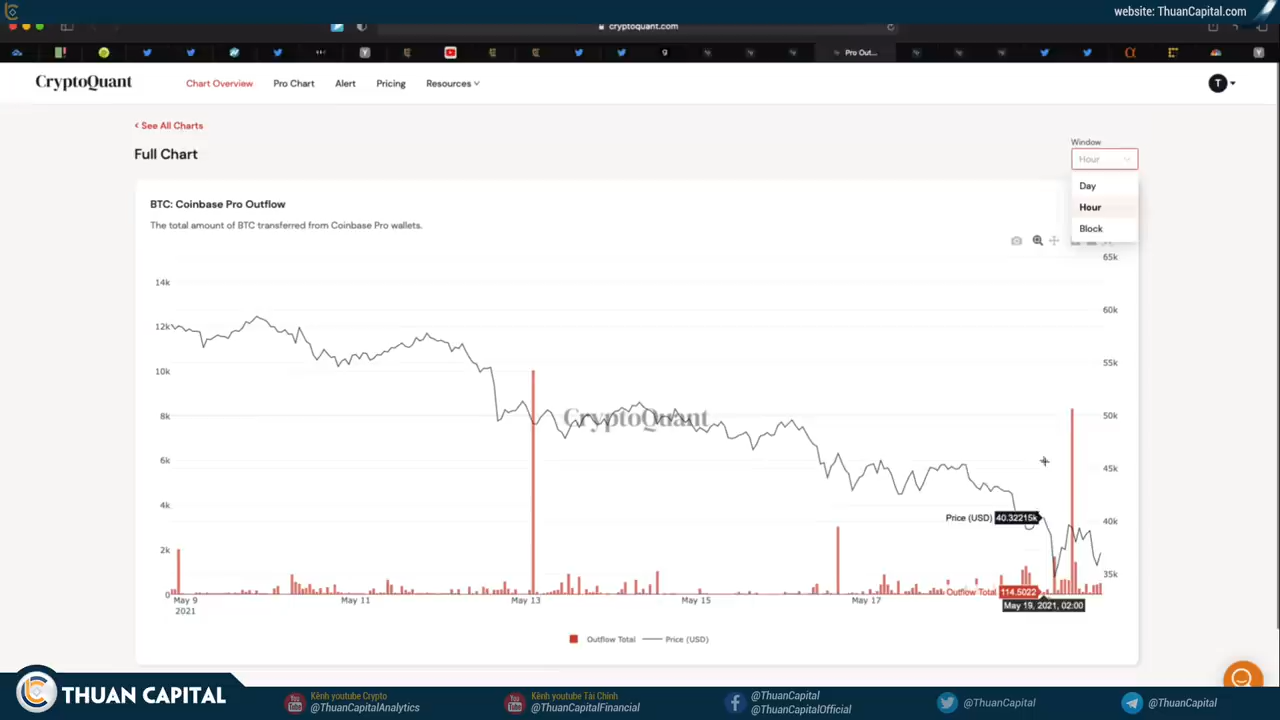 website: ThuanCapital.com
cryptoquant.com
Pro Out...
CryptoQuant
Chart Overview
Pro Chart
Alert
Pricing
Resources
T
< See All Charts
Full Chart
Window
Hour
Day
Hour
Block
BTC: Coinbase Pro Outflow
The total amount of BTC transferred from Coinbase Pro wallets.
65k
14k
60k
12k
55k
10k
CryptoQuant
8k
50k
6k
45k
4k
Price (USD) 40.32215k
40k
2k
35k
0
Outflow Total 114.5022
May 9
2021
May 11
May 13
May 15
May 17
May 19, 2021, 02:00
Outflow Total
Price (USD)
THUAN CAPITAL
Kênh youtube Crypto
@ThuanCapitalAnalytics
Kênh youtube Tài Chính
@ThuanCapitalFinancial
@ThuanCapital
@ThuanCapitalOfficial
@ThuanCapital
@ThuanCapital